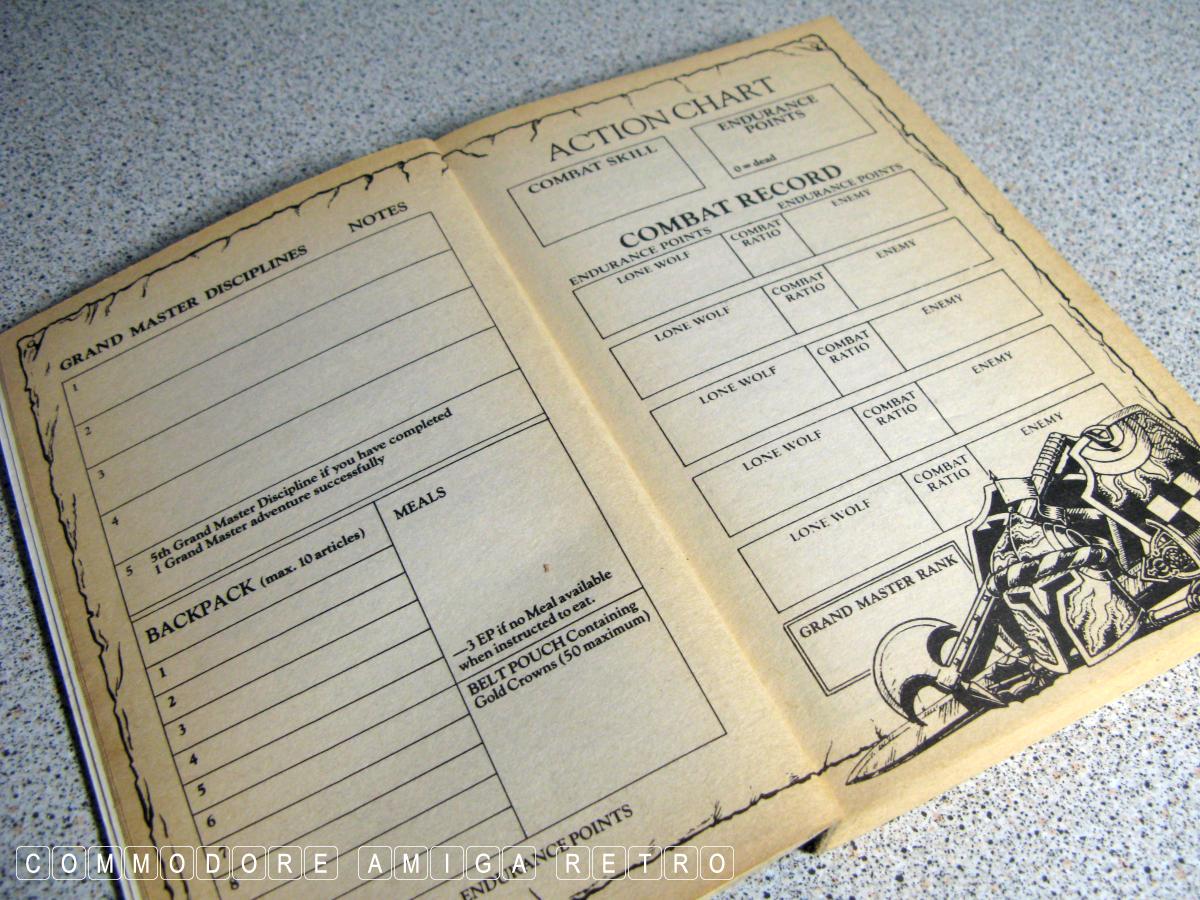 GRAND MASTER DISCIPLINES NOTES
1
2
3
4
5 5th Grand Master Discipline if you have completed
1 Grand Master adventure successfully
BACKPACK (max. 10 articles)
1
2
3
4
5
6
7
8
MEALS
—3 EP if no Meal available
when instructed to eat.
BELT POUCH Containing
Gold Crowns (50 maximum)
ENDURANCE POINTS
ACTION CHART
COMBAT SKILL
ENDURANCE
POINTS
0 = dead
COMBAT RECORD
ENDURANCE POINTS ENDURANCE POINTS
LONE WOLF COMBAT RATIO ENEMY
LONE WOLF COMBAT RATIO ENEMY
LONE WOLF COMBAT RATIO ENEMY
LONE WOLF COMBAT RATIO ENEMY
LONE WOLF COMBAT RATIO ENEMY
GRAND MASTER RANK
COMMODORE AMIGA RETRO